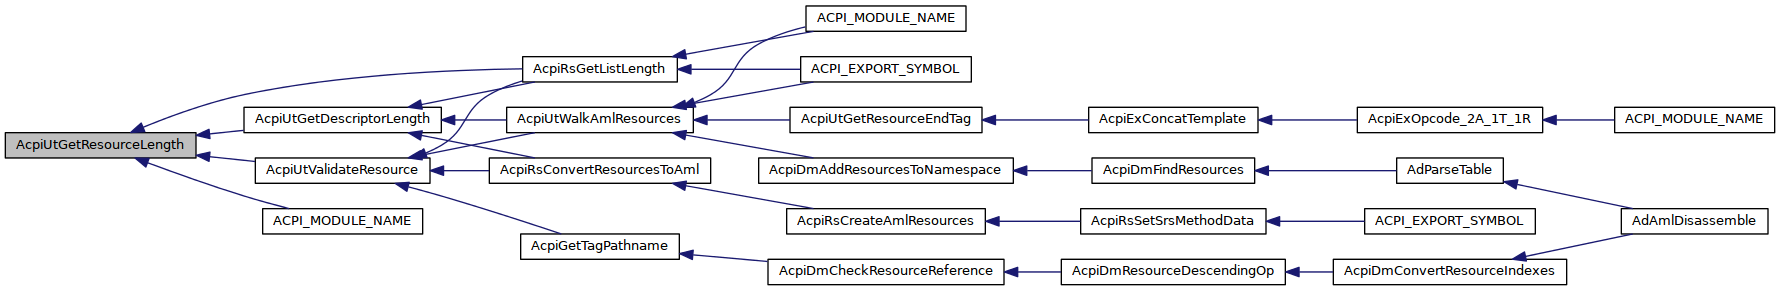 ACPI_MODULE_NAME
AcpiRsGetListLength
ACPI_EXPORT_SYMBOL
AcpiUtGetDescriptorLength
AcpiUtWalkAmlResources
AcpiUtGetResourceEndTag
AcpiExConcatTemplate
AcpiExOpcode_2A_1T_1R
ACPI_MODULE_NAME
AcpiUtGetResourceLength
AcpiUtValidateResource
AcpiRsConvertResourcesToAml
AcpiDmAddResourcesToNamespace
AcpiDmFindResources
AdParseTable
ACPI_MODULE_NAME
AcpiRsCreateAmlResources
AcpiRsSetSrsMethodData
ACPI_EXPORT_SYMBOL
AdAmlDisassemble
AcpiGetTagPathname
AcpiDmCheckResourceReference
AcpiDmResourceDescendingOp
AcpiDmConvertResourceIndexes